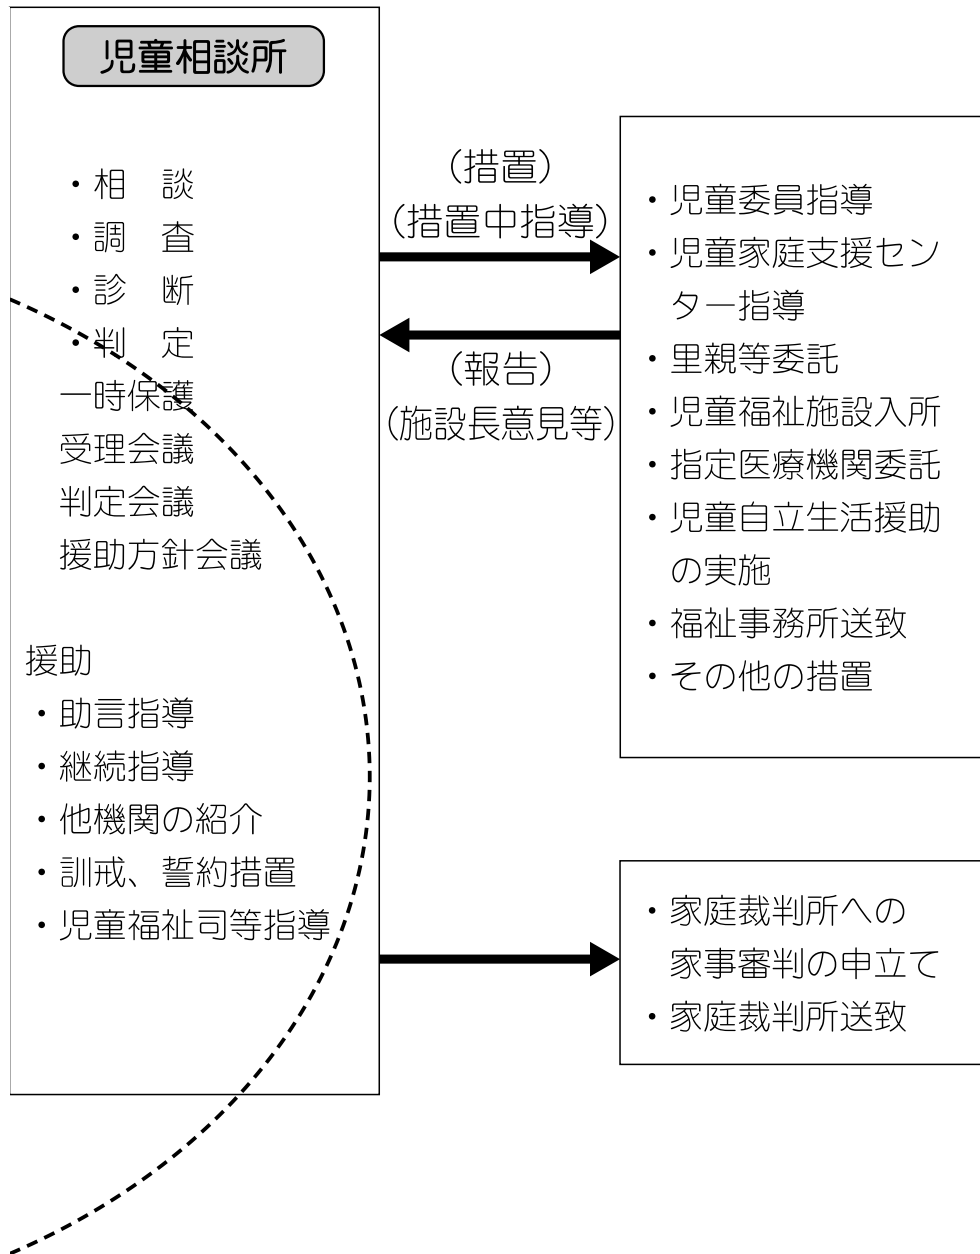 児童相談所
・相　談
・調　査
・診　断
・判　定
一時保護
受理会議
判定会議
援助方針会議
援助
・助言指導
・継続指導
・他機関の紹介
・訓戒、誓約措置
・児童福祉司等指導
（措置）
（措置中指導）
（報告）
（施設長意見等）
・児童委員指導
・児童家庭支援セン
ター指導
・里親等委託
・児童福祉施設入所
・指定医療機関委託
・児童自立生活援助
の実施
・福祉事務所送致
・その他の措置
・家庭裁判所への
家事審判の申立て
・家庭裁判所送致